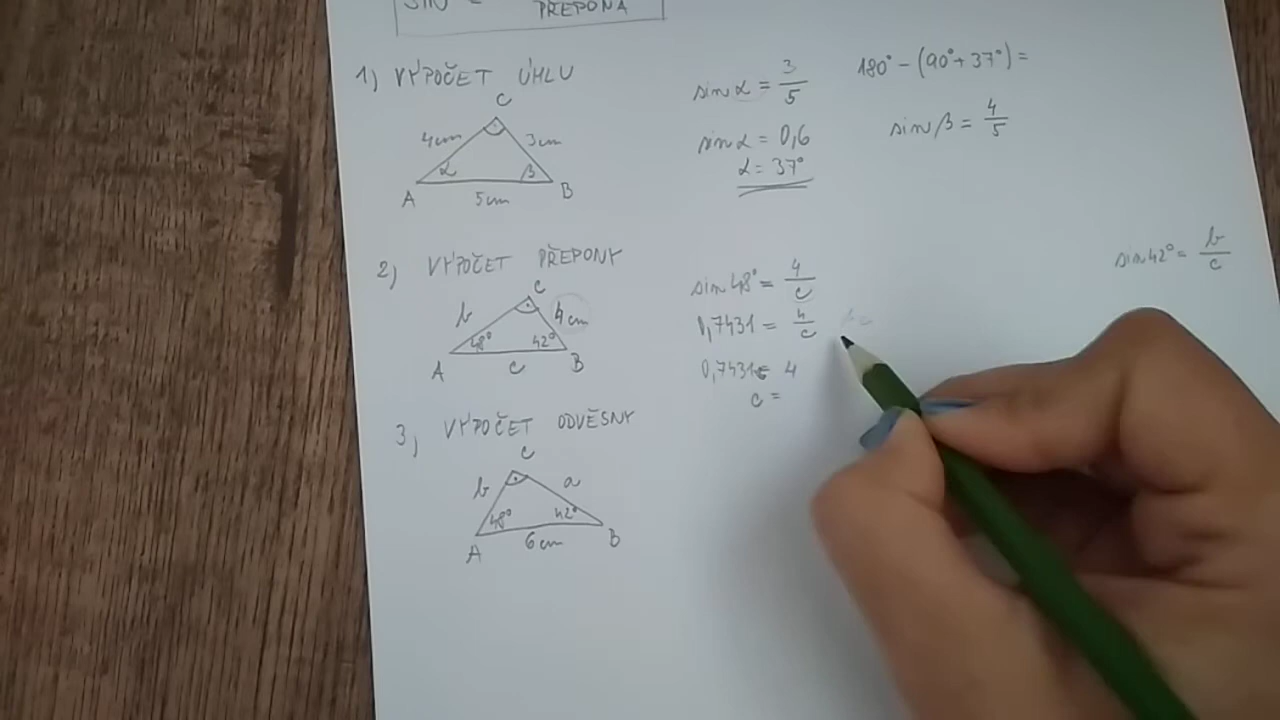 SIN =
PŘEPONA
1) VÝPOČET ÚHLU
C
4cm 3cm
α β
A 5cm B
sin α = 3/5
sin α = 0,6
α = 37°
180° - (90° + 37°) =
sin β = 4/5
2) VÝPOČET PŘEPONY
C
b 4cm
48° 42°
A c B
sin 48° = 4/c
0,7431 = 4/c
0,7431c = 4
c =
sin 42° = b/c
3) VÝPOČET ODVĚSNY
C
b a
48° 42°
A 6cm B